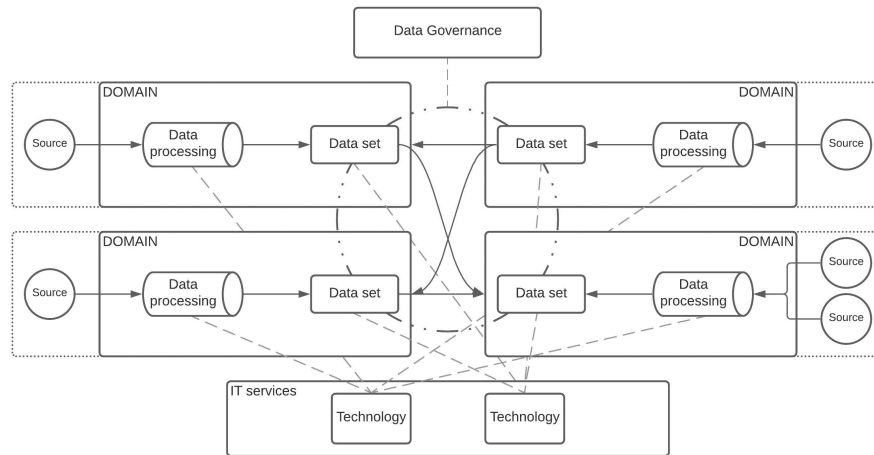 Data Governance
DOMAIN
DOMAIN
Source
Data
processing
Data set
Data set
Data
processing
Source
DOMAIN
DOMAIN
Source
Data
processing
Data set
Data set
Data
processing
Source
Source
IT services
Technology
Technology